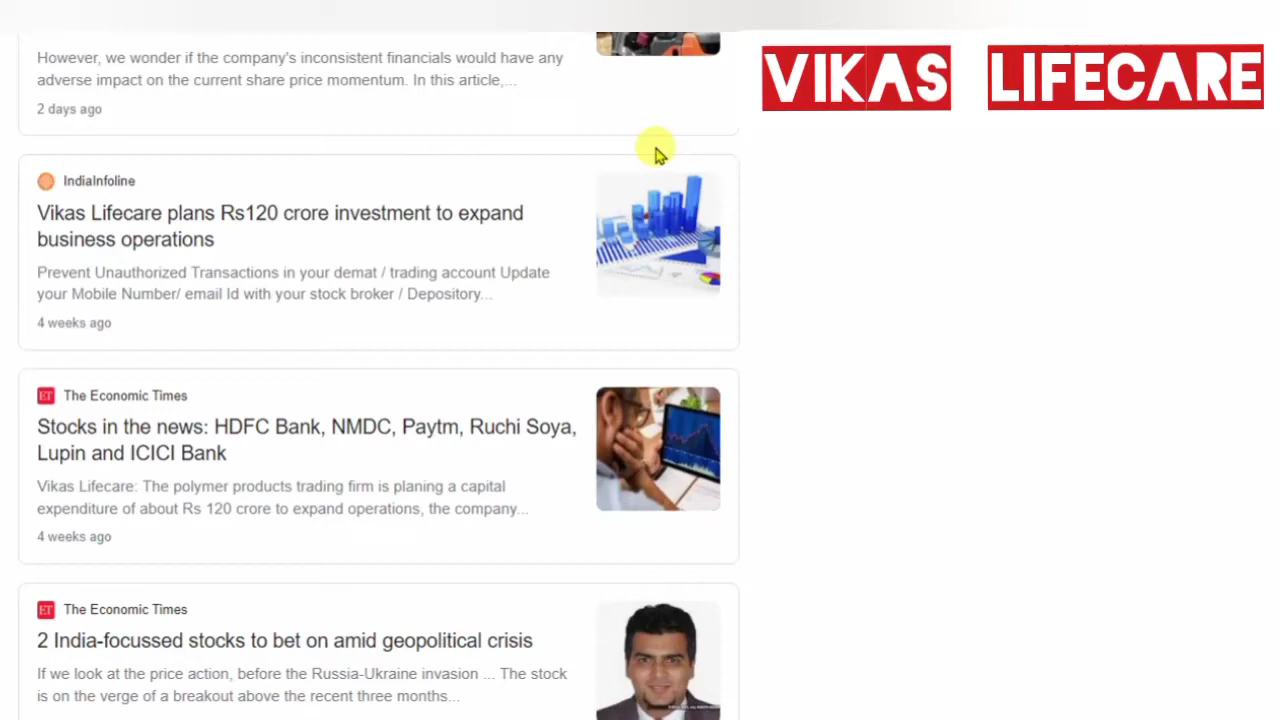 However, we wonder if the company's inconsistent financials would have any
adverse impact on the current share price momentum. In this article,...
2 days ago
VIKAS LIFECARE
IndiaInfoline
Vikas Lifecare plans Rs120 crore investment to expand
business operations
Prevent Unauthorized Transactions in your demat / trading account Update
your Mobile Number/ email Id with your stock broker / Depository...
4 weeks ago
ET The Economic Times
Stocks in the news: HDFC Bank, NMDC, Paytm, Ruchi Soya,
Lupin and ICICI Bank
Vikas Lifecare: The polymer products trading firm is planing a capital
expenditure of about Rs 120 crore to expand operations, the company...
4 weeks ago
ET The Economic Times
2 India-focussed stocks to bet on amid geopolitical crisis
If we look at the price action, before the Russia-Ukraine invasion ... The stock
is on the verge of a breakout above the recent three months...